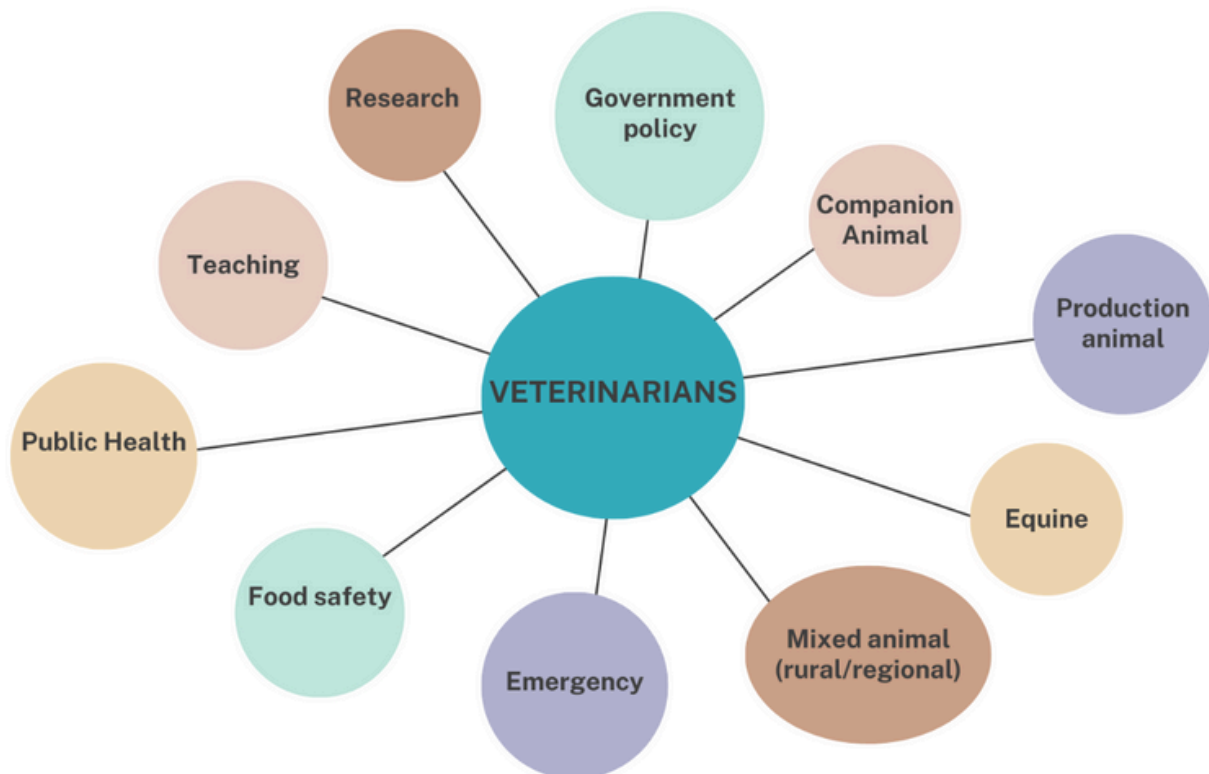 Research
Government
policy
Companion
Animal
Teaching
Production
animal
VETERINARIANS
Public Health
Equine
Food safety
Mixed animal
(rural/regional)
Emergency